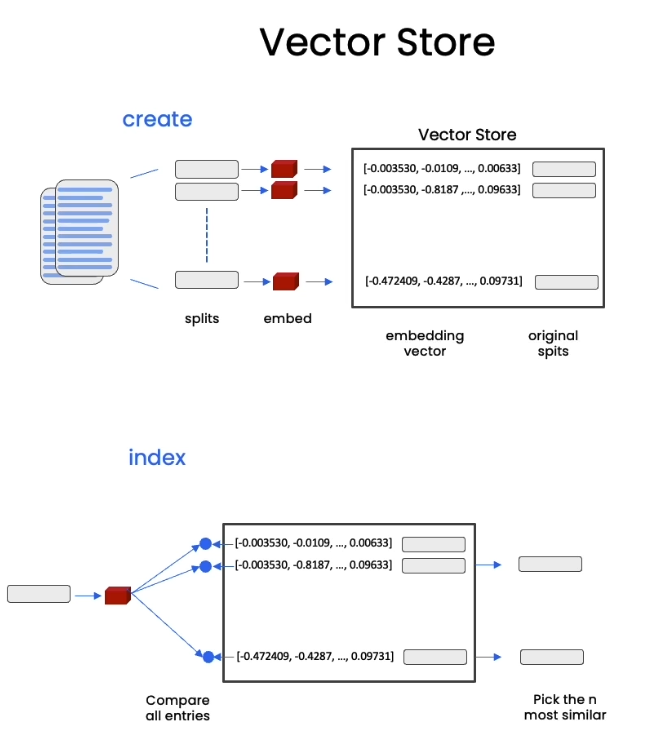 Vector Store
create
Vector Store
[-0.003530, -0.0109, ..., 0.00633]
[-0.003530, -0.8187 ,..., 0.09633]
[-0.472409, -0.4287, ..., 0.09731]
splits
embed
embedding
vector
original
spits
index
[-0.003530, -0.0109, ..., 0.00633]
[-0.003530, -0.8187, ..., 0.09633]
[-0.472409, -0.4287, ..., 0.09731]
Compare
all entries
Pick the n
most similar